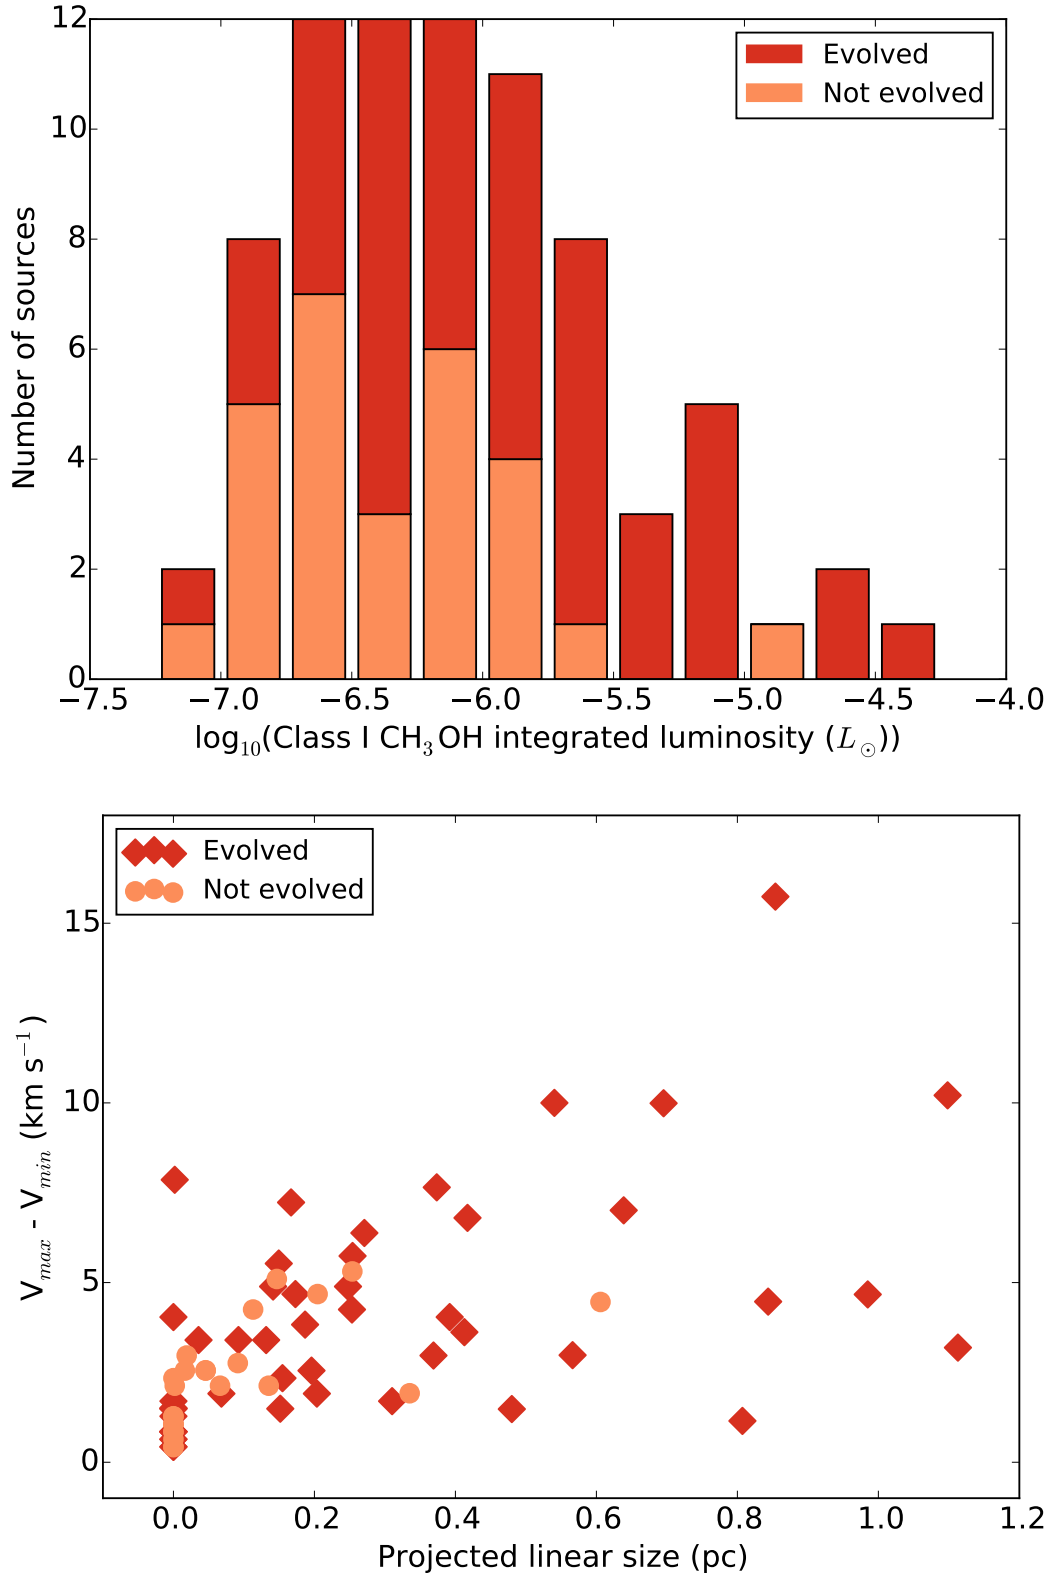 12
10
8
6
4
2
0
Number of sources
Evolved
Not evolved
−7.5 −7.0 −6.5 −6.0 −5.5 −5.0 −4.5 −4.0
log₁₀(Class I CH₃OH integrated luminosity (L☉))
Evolved
Not evolved
15
10
5
0
V_max - V_min (km s⁻¹)
0.0 0.2 0.4 0.6 0.8 1.0 1.2
Projected linear size (pc)